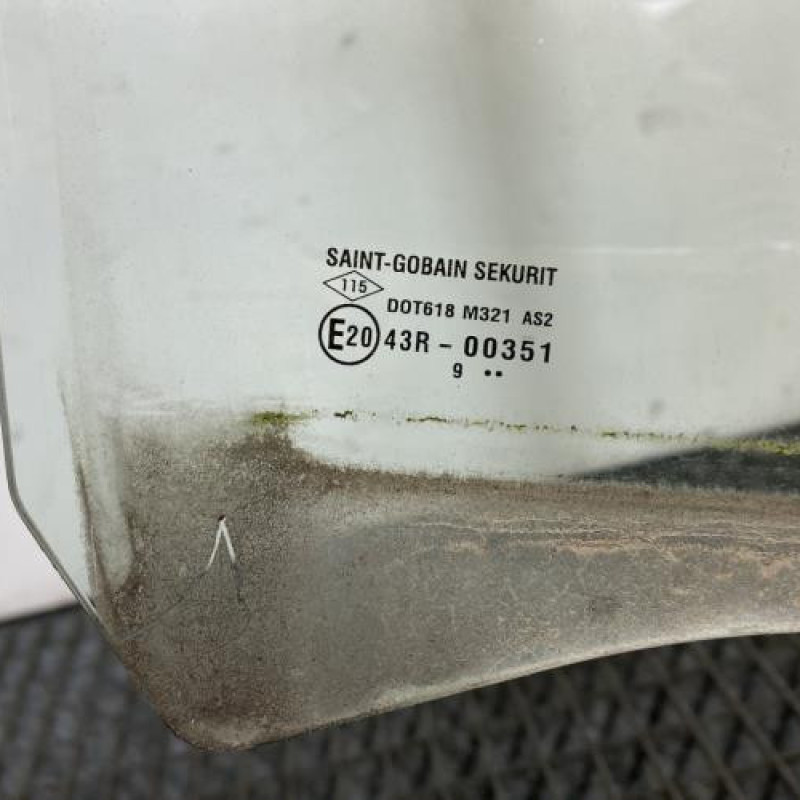 SAINT-GOBAIN SEKURIT
115
DOT618 M321 AS2
E20 43R - 00351
9 ••